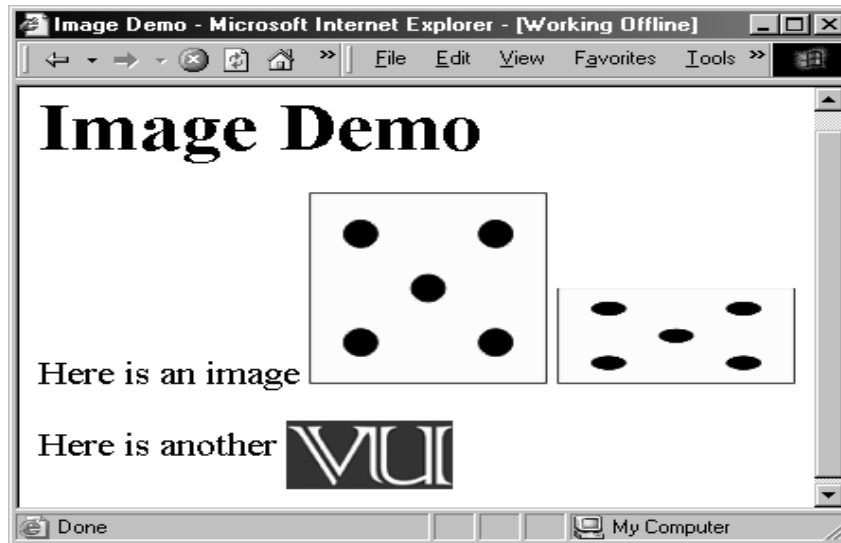 Image Demo - Microsoft Internet Explorer - [Working Offline]
File Edit View Favorites Tools
Image Demo
Here is an image
Here is another VUI
Done My Computer